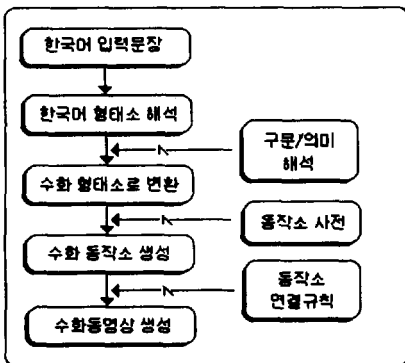 한국어 입력문장
한국어 형태소 해석
구문/의미
해석
수화 형태소로 변환
동작소 사전
수화 동작소 생성
동작소
연결규칙
수화동영상 생성